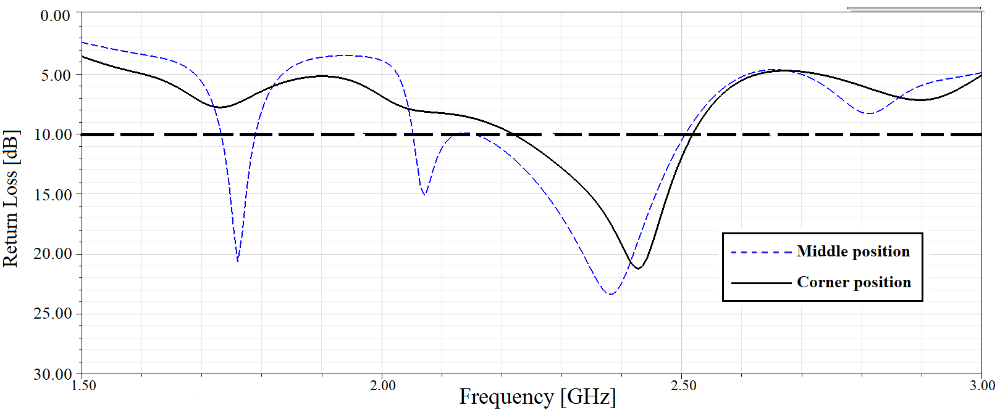 0.00
5.00
10.00
15.00
20.00
25.00
30.00
Return Loss [dB]
Middle position
Corner position
1.50
2.00
2.50
3.00
Frequency [GHz]